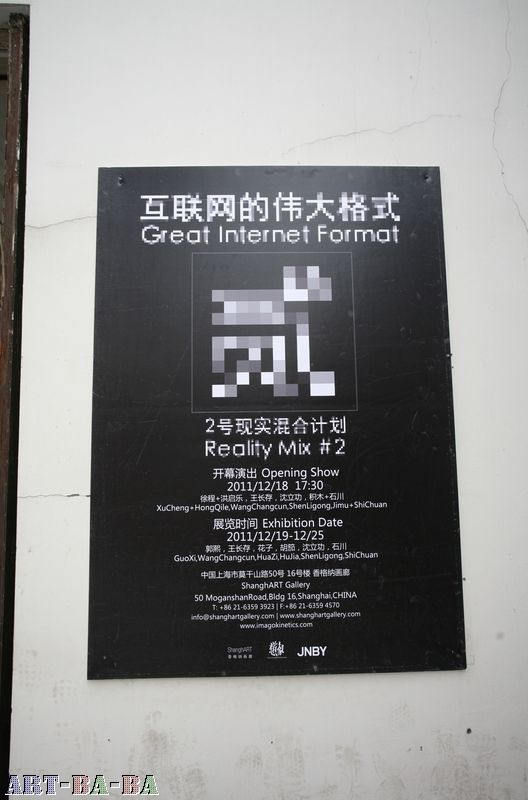 互联网的伟大格式
Great Internet Format
贰
2号现实混合计划
Reality Mix #2
开幕演出 Opening Show
2011/12/18 17:30
徐程+洪启乐，王长存，沈立功，积木+石川
XuCheng+HongQile,WangChangcun,ShenLigong,Jimu+ShiChuan
展览时间 Exhibition Date
2011/12/19-12/25
郭熙，王长存，花子，胡茄，沈立功，石川
GuoXi,WangChangcun,HuaZi,HuJia,ShenLigong,ShiChuan
中国上海市莫干山路50号 16号楼 香格纳画廊
ShanghART Gallery
50 MoganshanRoad,Bldg 16,Shanghai,CHINA
T: +86 21-6359 3923 | F:+86 21-6359 4570
info@shanghartgallery.com | www.shanghartgallery.com
www.imagokinetics.com
ShanghART
香格纳画廊
JNBY
ART-BA-BA